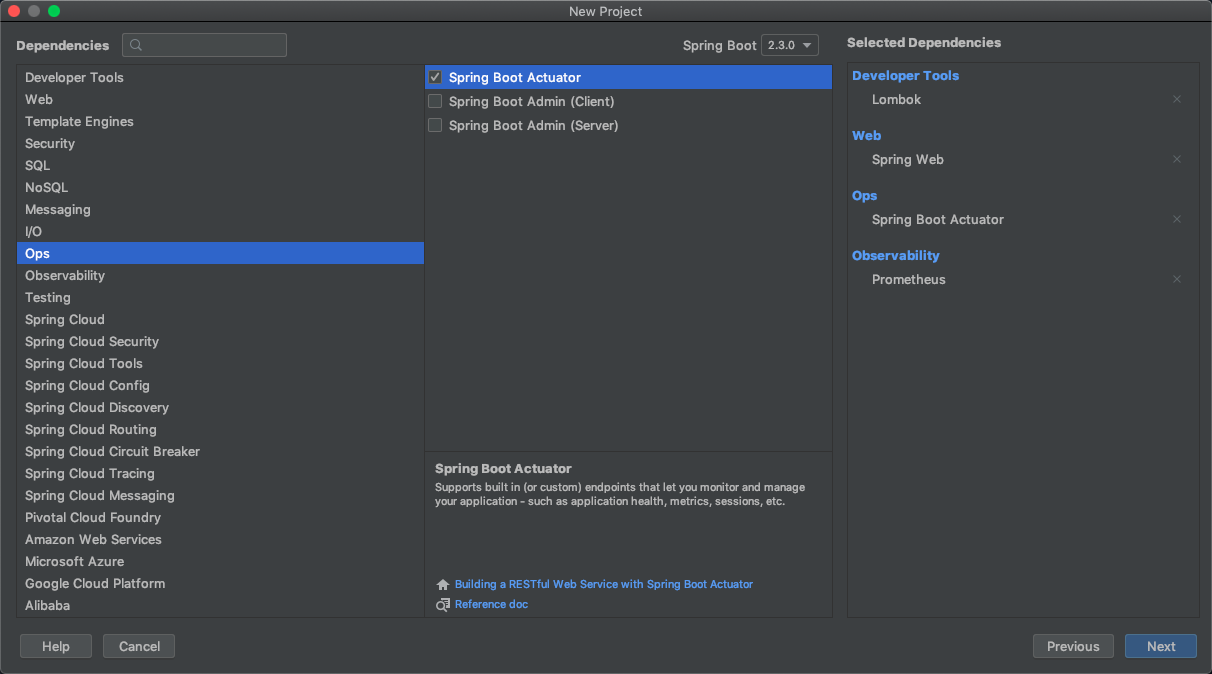 New Project
Dependencies
Spring Boot 2.3.0
Selected Dependencies
Developer Tools
Web
Template Engines
Security
SQL
NoSQL
Messaging
I/O
Ops
Observability
Testing
Spring Cloud
Spring Cloud Security
Spring Cloud Tools
Spring Cloud Config
Spring Cloud Discovery
Spring Cloud Routing
Spring Cloud Circuit Breaker
Spring Cloud Tracing
Spring Cloud Messaging
Pivotal Cloud Foundry
Amazon Web Services
Microsoft Azure
Google Cloud Platform
Alibaba
Spring Boot Actuator
Spring Boot Admin (Client)
Spring Boot Admin (Server)
Spring Boot Actuator
Supports built in (or custom) endpoints that let you monitor and manage
your application - such as application health, metrics, sessions, etc.
Building a RESTful Web Service with Spring Boot Actuator
Reference doc
Developer Tools
Lombok
Web
Spring Web
Ops
Spring Boot Actuator
Observability
Prometheus
Help
Cancel
Previous
Next